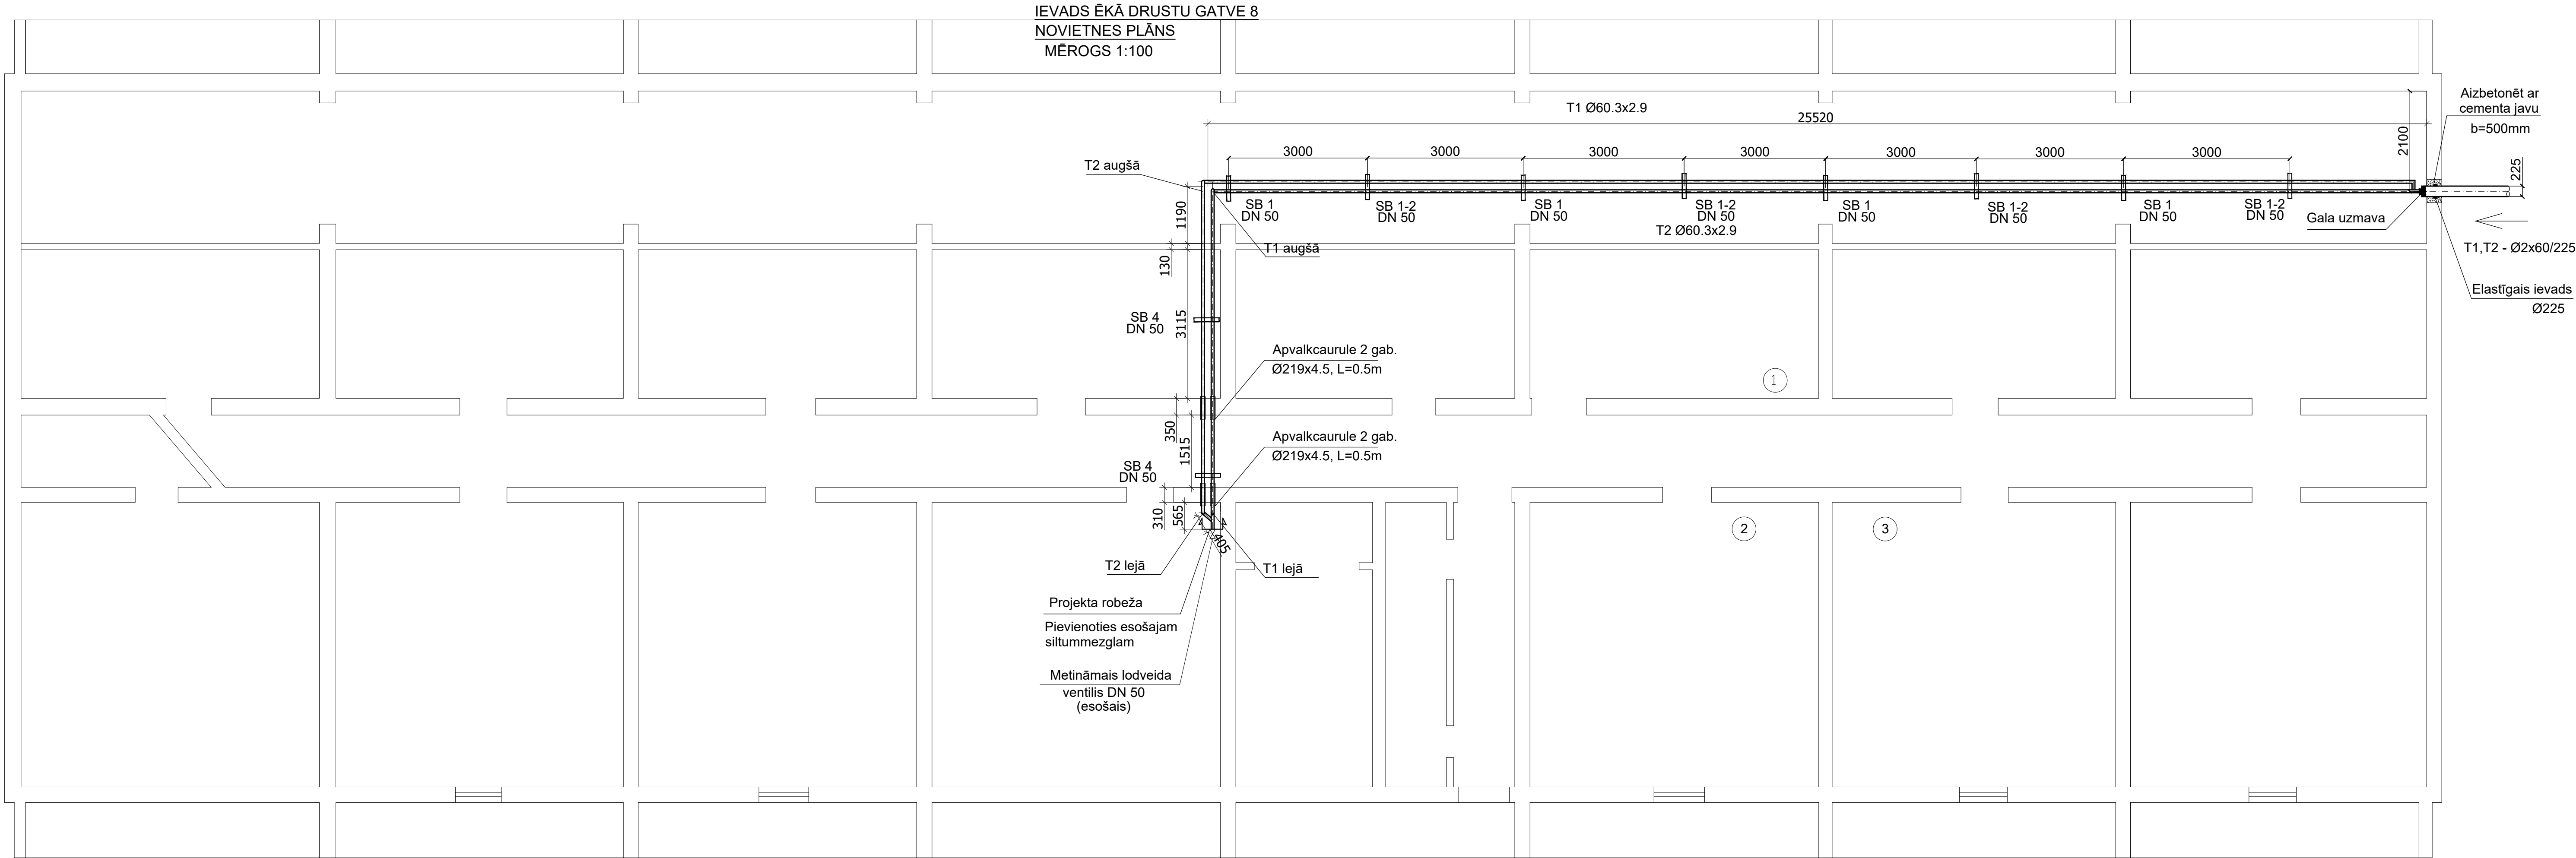 IEVADS ĒKĀ DRUSTU GATVE 8
NOVIETNES PLĀNS
MĒROGS 1:100
T1 Ø60.3x2.9
25520
2100
Aizbetonēt ar
cementa javu
b=500mm
225
3000
3000
3000
3000
3000
3000
3000
T2 augšā
1190
SB 1
DN 50
SB 1-2
DN 50
SB 1
DN 50
SB 1-2
DN 50
SB 1
DN 50
SB 1-2
DN 50
SB 1
DN 50
SB 1-2
DN 50
Gala uzmava
T2 Ø60.3x2.9
T1 augšā
130
T1,T2 - Ø2x60/225
Elastīgais ievads
Ø225
SB 4
DN 50
3115
Apvalkcaurule 2 gab.
Ø219x4.5, L=0.5m
1
350
1515
Apvalkcaurule 2 gab.
Ø219x4.5, L=0.5m
SB 4
DN 50
310
565
405
2
3
T2 lejā
T1 lejā
Projekta robeža
Pievienoties esošajam
siltummezglam
Metināmais lodveida
ventilis DN 50
(esošais)